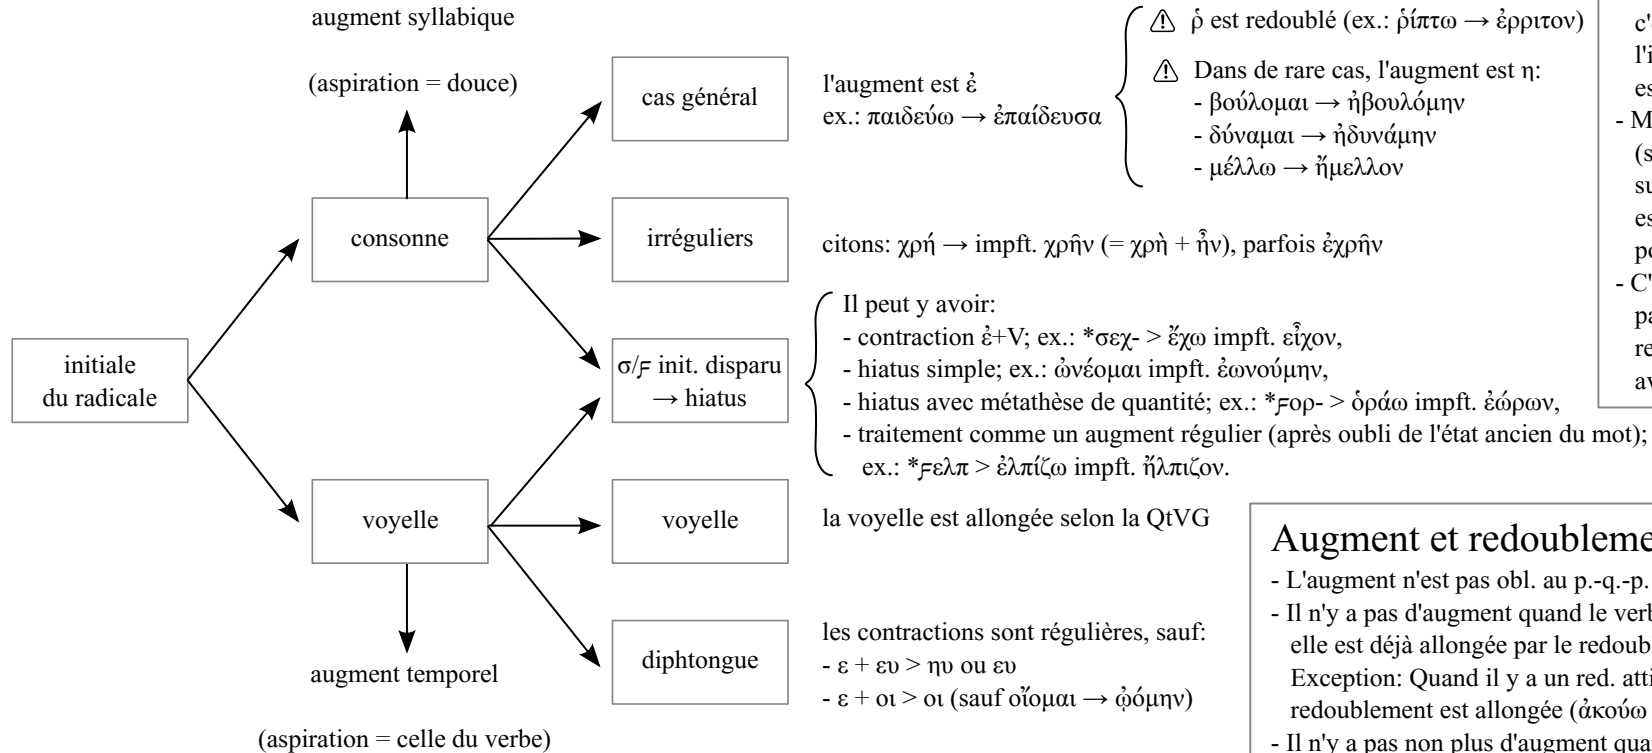 augment syllabique
(aspiration = douce)
cas général
l'augment est ἐ
ex.: παιδεύω → ἐπαίδευσα
⚠ ῥ est redoublé (ex.: ῥίπτω → ἐρριτον)
⚠ Dans de rare cas, l'augment est η:
- βούλομαι → ἠβουλόμην
- δύναμαι → ἠδυνάμην
- μέλλω → ἤμελλον
consonne
irréguliers
citons: χρή → impft. χρῆν (= χρὴ + ἦν), parfois ἐχρῆν
initiale
du radicale
σ/ϝ init. disparu
→ hiatus
Il peut y avoir:
- contraction ἐ+V; ex.: *σεχ- > ἔχω impft. εἶχον,
- hiatus simple; ex.: ὠνέομαι impft. ἐωνούμην,
- hiatus avec métathèse de quantité; ex.: *ϝορ- > ὁράω impft. ἑώρων,
- traitement comme un augment régulier (après oubli de l'état ancien du mot);
ex.: *ϝελπ > ἐλπίζω impft. ἤλπιζον.
voyelle
voyelle
la voyelle est allongée selon la QtVG
diphtongue
les contractions sont régulières, sauf:
- ε + ευ > ηυ ou ευ
- ε + οι > οι (sauf οἴομαι → ᾠόμην)
augment temporel
(aspiration = celle du verbe)
c'
l'i
es
- M
(s
su
es
po
- C'
pa
re
av
Augment et redoubleme
- L'augment n'est pas obl. au p.-q.-p.
- Il n'y a pas d'augment quand le verb
elle est déjà allongée par le redoub
Exception: Quand il y a un red. atti
redoublement est allongée (ἀκούω
- Il n'y a pas non plus d'augment qua